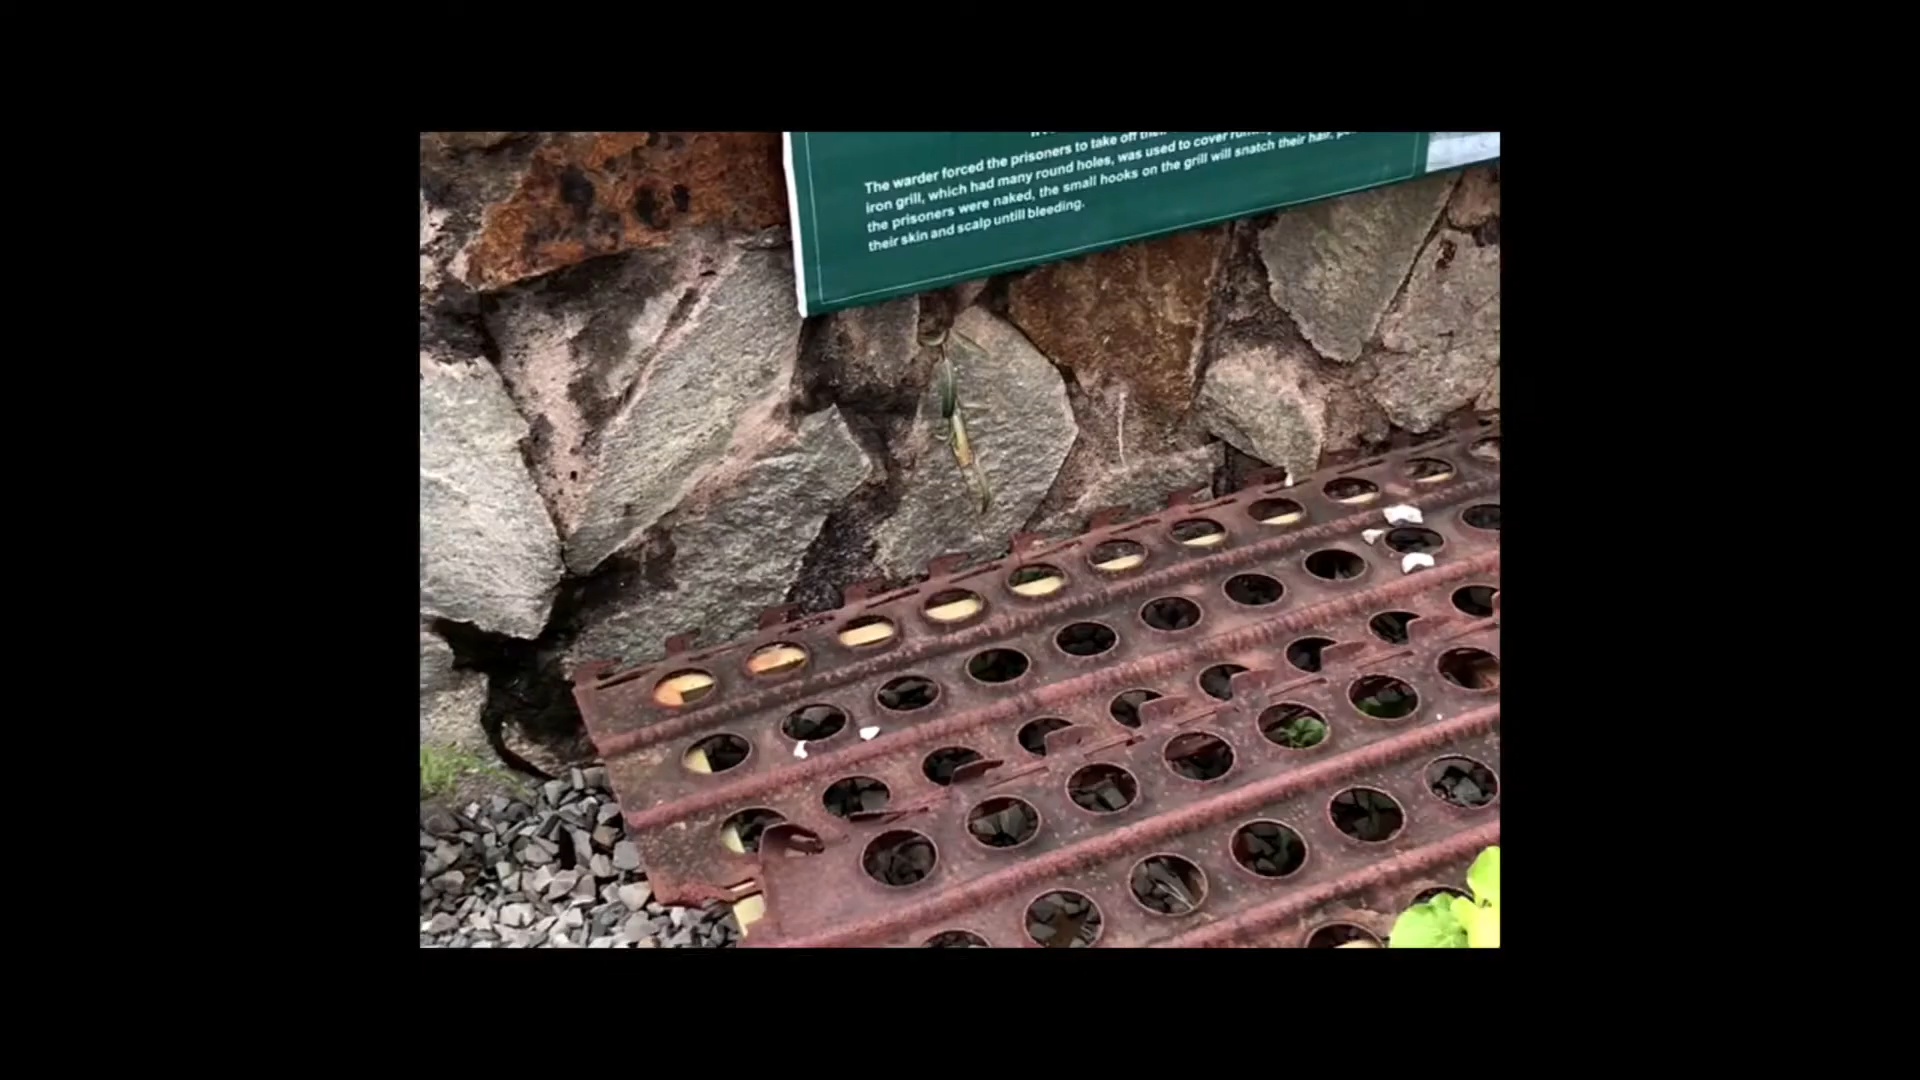 The warder forced the prisoners to take off their
iron grill, which had many round holes, was used to cover
the prisoners were naked, the small hooks on the grill will snatch their hair,
their skin and scalp untill bleeding.